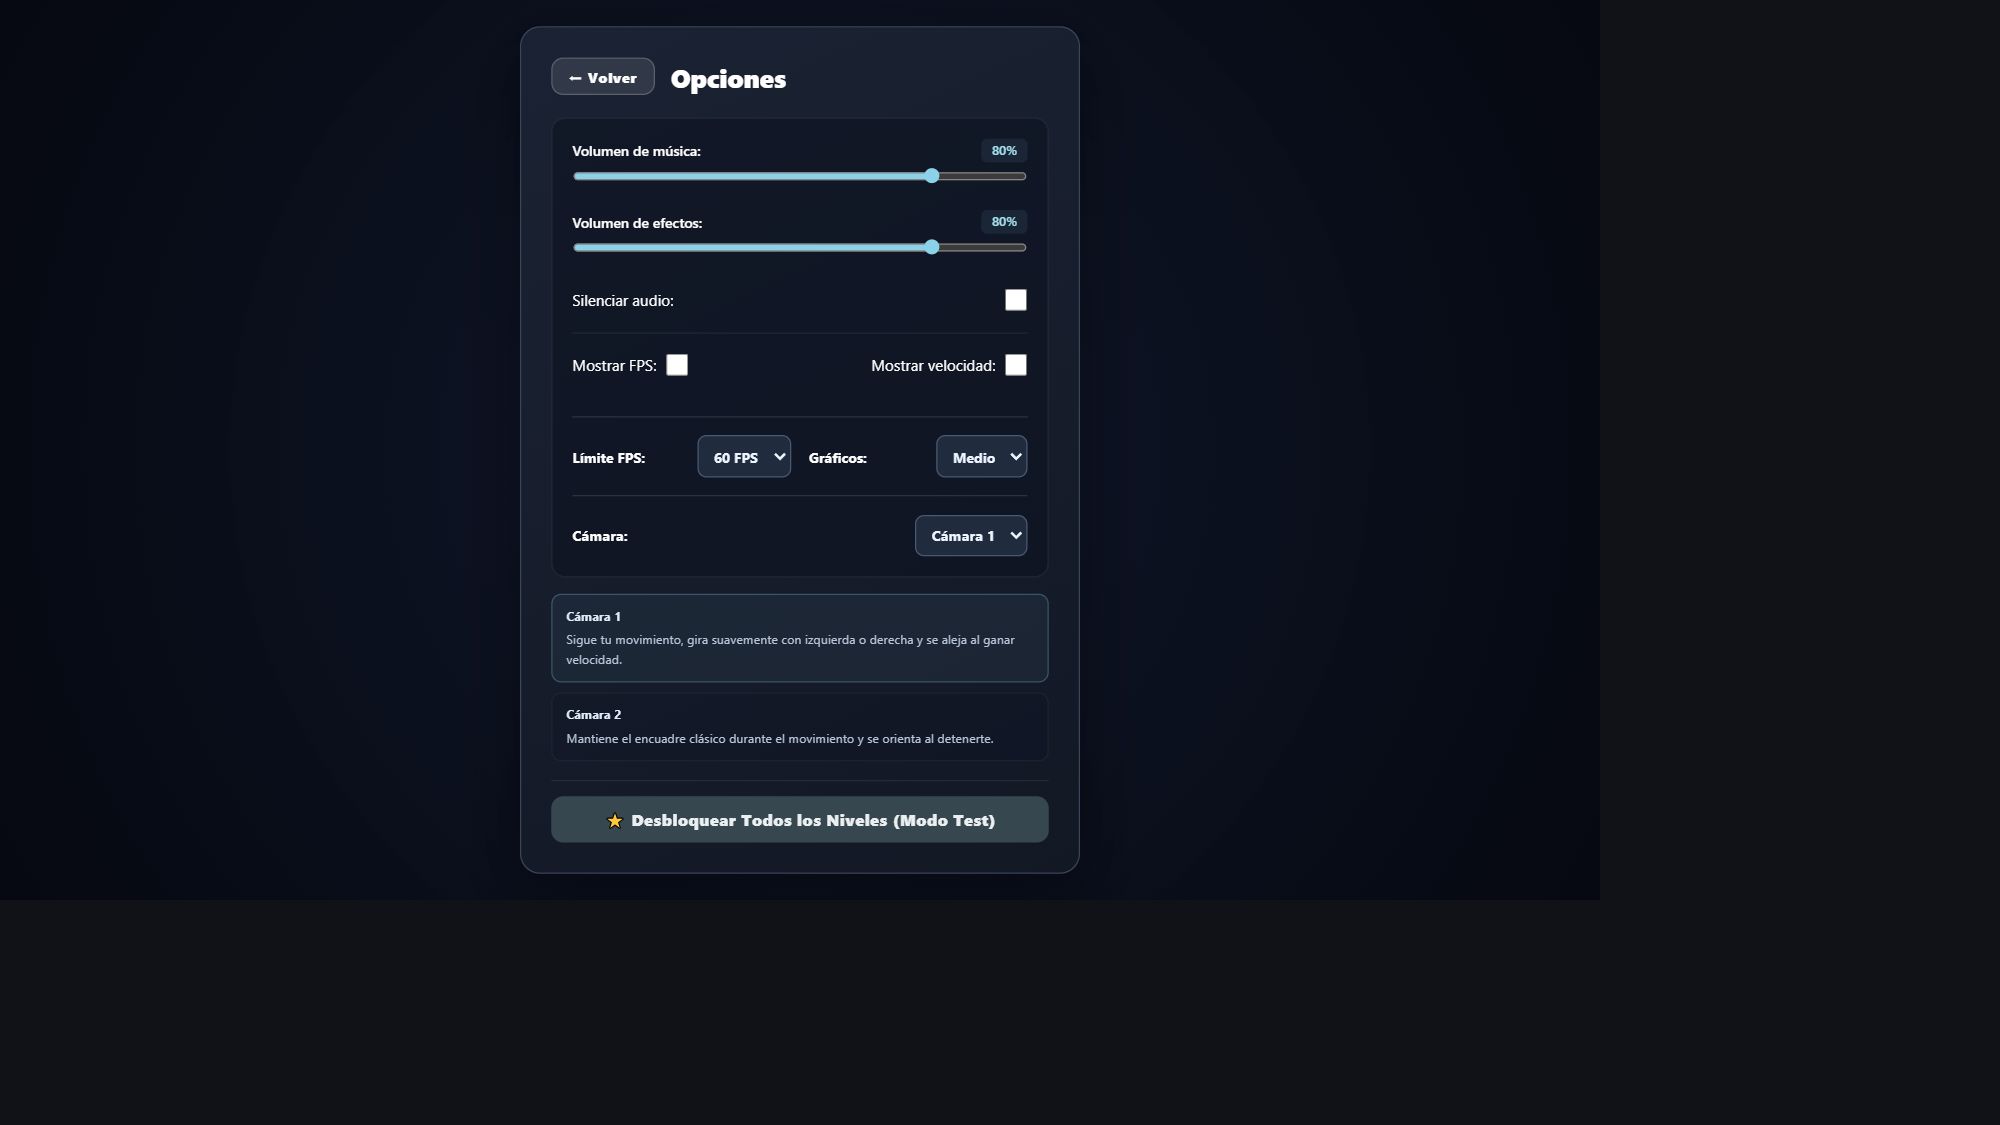 ← Volver
Opciones
Volumen de música:
80%
Volumen de efectos:
80%
Silenciar audio:
Mostrar FPS:
Mostrar velocidad:
Límite FPS:
60 FPS
Gráficos:
Medio
Cámara:
Cámara 1
Cámara 1
Sigue tu movimiento, gira suavemente con izquierda o derecha y se aleja al ganar
velocidad.
Cámara 2
Mantiene el encuadre clásico durante el movimiento y se orienta al detenerte.
⭐ Desbloquear Todos los Niveles (Modo Test)